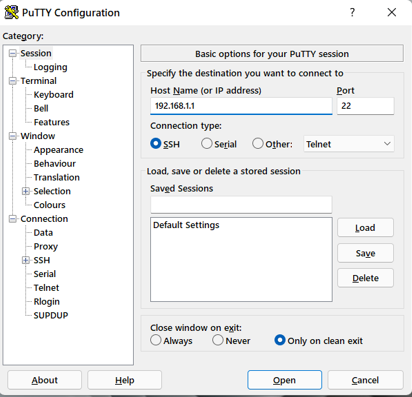 PuTTY Configuration
Category:
Session
Logging
Terminal
Keyboard
Bell
Features
Window
Appearance
Behaviour
Translation
Selection
Colours
Connection
Data
Proxy
SSH
Serial
Telnet
Rlogin
SUPDUP
Basic options for your PuTTY session
Specify the destination you want to connect to
Host Name (or IP address) Port
192.168.1.1 22
Connection type:
SSH Serial Other: Telnet
Load, save or delete a stored session
Saved Sessions
Default Settings
Load
Save
Delete
Close window on exit:
Always Never Only on clean exit
About Help Open Cancel